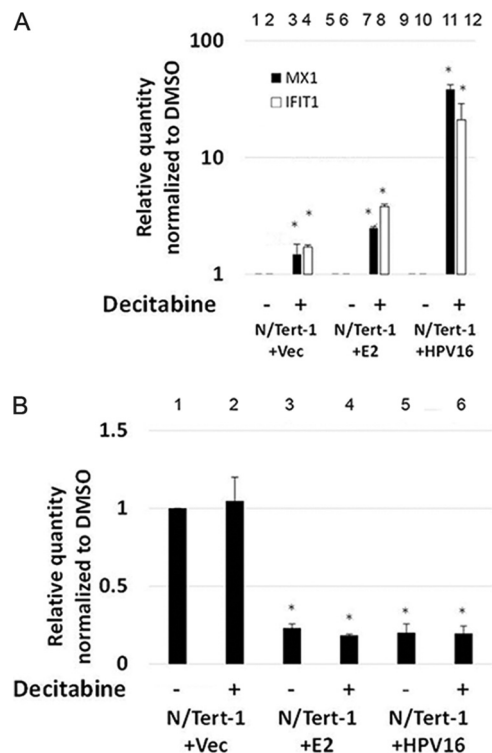 A
1 2 3 4 5 6 7 8 9 10 11 12
Relative quantity
normalized to DMSO
100
10
1
MX1
IFIT1
* * * * * *
Decitabine - + - + - +
N/Tert-1 N/Tert-1 N/Tert-1
+Vec +E2 +HPV16
B
1 2 3 4 5 6
Relative quantity
normalized to DMSO
1.5
1
0.5
0
* * * *
Decitabine - + - + - +
N/Tert-1 N/Tert-1 N/Tert-1
+Vec +E2 +HPV16